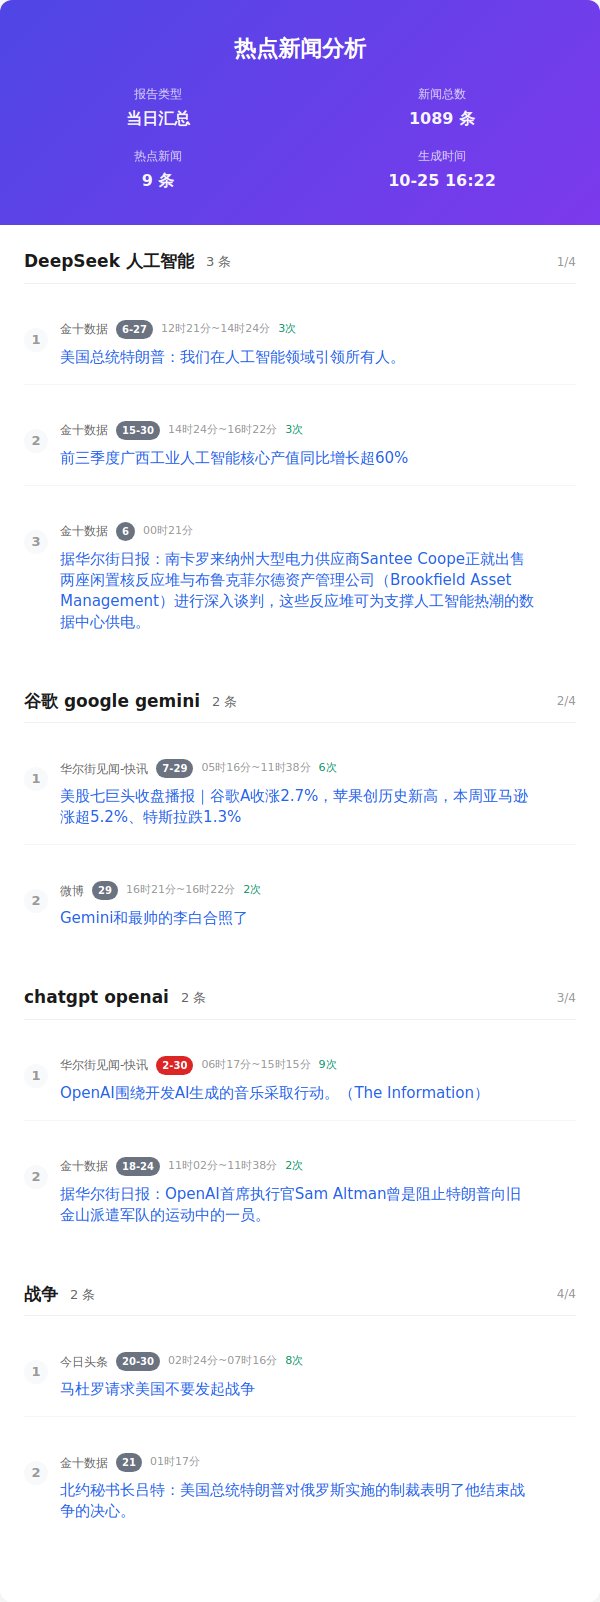 热点新闻分析
报告类型
当日汇总
新闻总数
1089 条
热点新闻
9 条
生成时间
10-25 16:22
DeepSeek 人工智能 3 条 1/4
1 金十数据 6-27 12时21分~14时24分 3次
美国总统特朗普：我们在人工智能领域引领所有人。
2 金十数据 15-30 14时24分~16时22分 3次
前三季度广西工业人工智能核心产值同比增长超60%
3 金十数据 6 00时21分
据华尔街日报：南卡罗来纳州大型电力供应商Santee Coope正就出售
两座闲置核反应堆与布鲁克菲尔德资产管理公司（Brookfield Asset
Management）进行深入谈判，这些反应堆可为支撑人工智能热潮的数
据中心供电。
谷歌 google gemini 2 条 2/4
1 华尔街见闻-快讯 7-29 05时16分~11时38分 6次
美股七巨头收盘播报｜谷歌A收涨2.7%，苹果创历史新高，本周亚马逊
涨超5.2%、特斯拉跌1.3%
2 微博 29 16时21分~16时22分 2次
Gemini和最帅的李白合照了
chatgpt openai 2 条 3/4
1 华尔街见闻-快讯 2-30 06时17分~15时15分 9次
OpenAI围绕开发AI生成的音乐采取行动。（The Information）
2 金十数据 18-24 11时02分~11时38分 2次
据华尔街日报：OpenAI首席执行官Sam Altman曾是阻止特朗普向旧
金山派遣军队的运动中的一员。
战争 2 条 4/4
1 今日头条 20-30 02时24分~07时16分 8次
马杜罗请求美国不要发起战争
2 金十数据 21 01时17分
北约秘书长吕特：美国总统特朗普对俄罗斯实施的制裁表明了他结束战
争的决心。